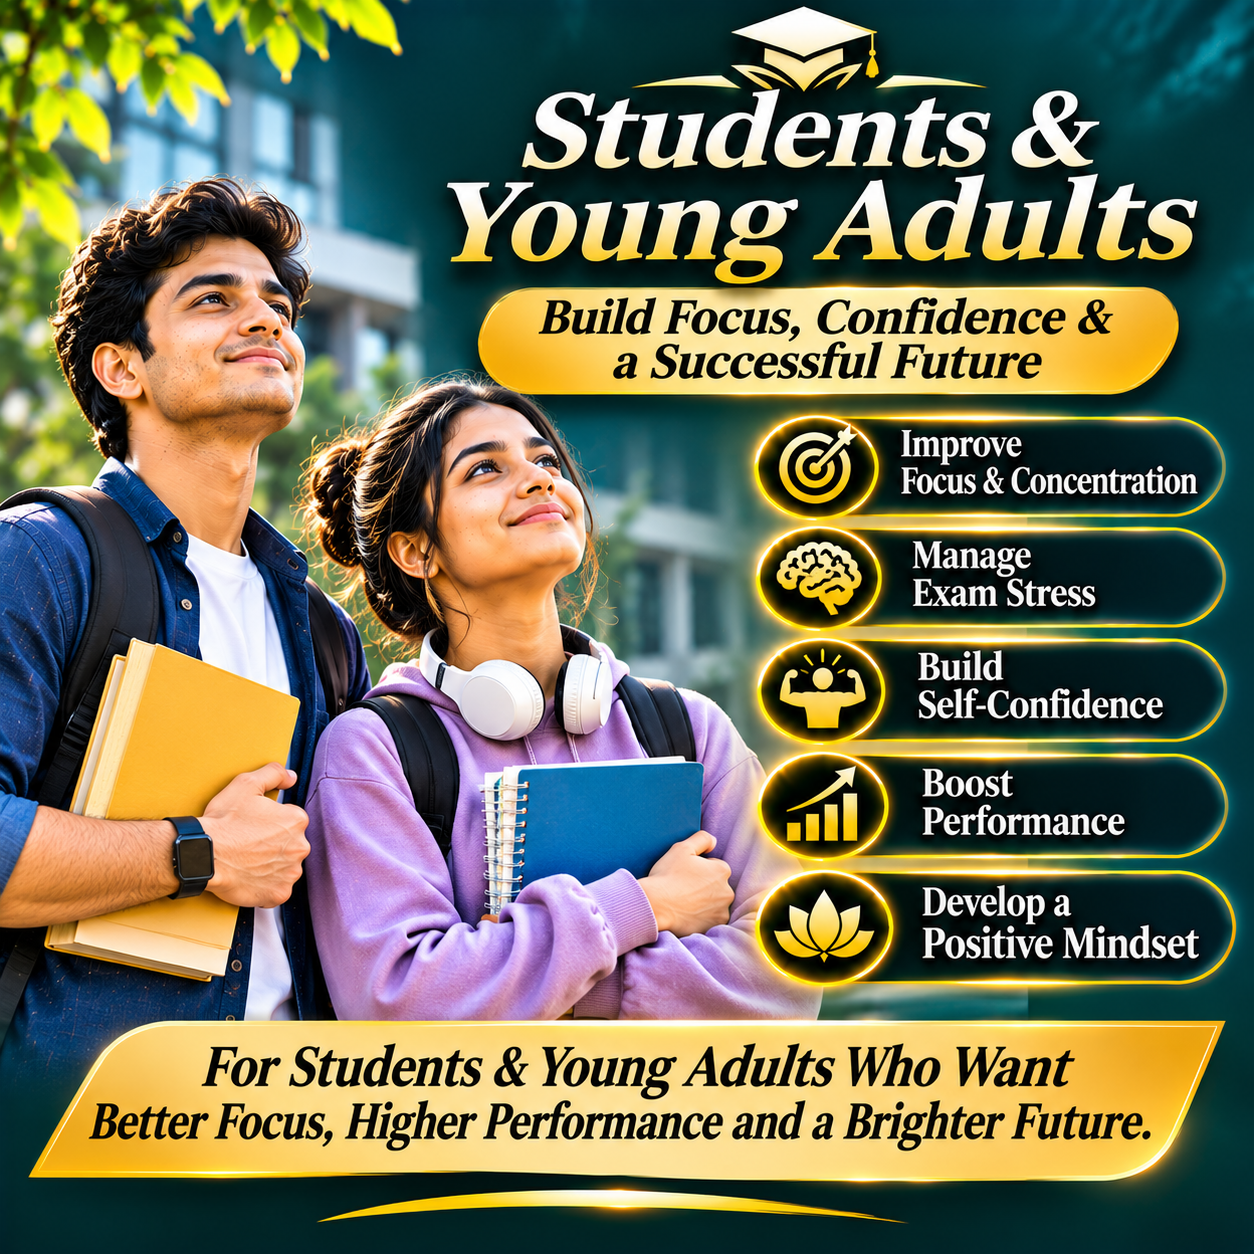 Students &
Young Adults
Build Focus, Confidence &
a Successful Future
Improve
Focus & Concentration
Manage
Exam Stress
Build
Self-Confidence
Boost
Performance
Develop a
Positive Mindset
For Students & Young Adults Who Want
Better Focus, Higher Performance and a Brighter Future.